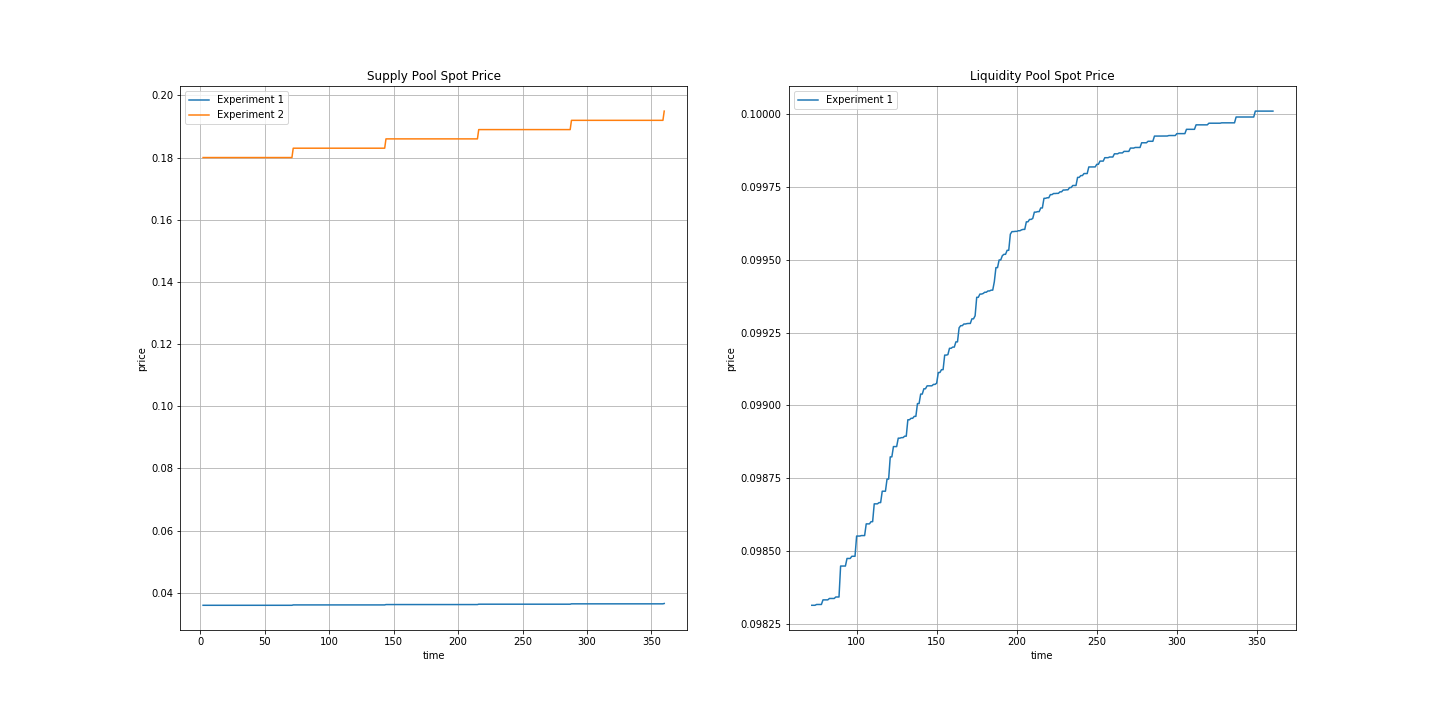 Supply Pool Spot Price
Experiment 1
Experiment 2
0.20
0.18
0.16
0.14
0.12
0.10
0.08
0.06
0.04
price
0 50 100 150 200 250 300 350
time
Liquidity Pool Spot Price
Experiment 1
0.10000
0.09975
0.09950
0.09925
0.09900
0.09875
0.09850
0.09825
price
100 150 200 250 300 350
time